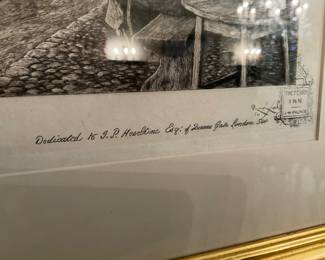 Dedicated to J. P. Heseltine Esq: of Queens Gate London
INN